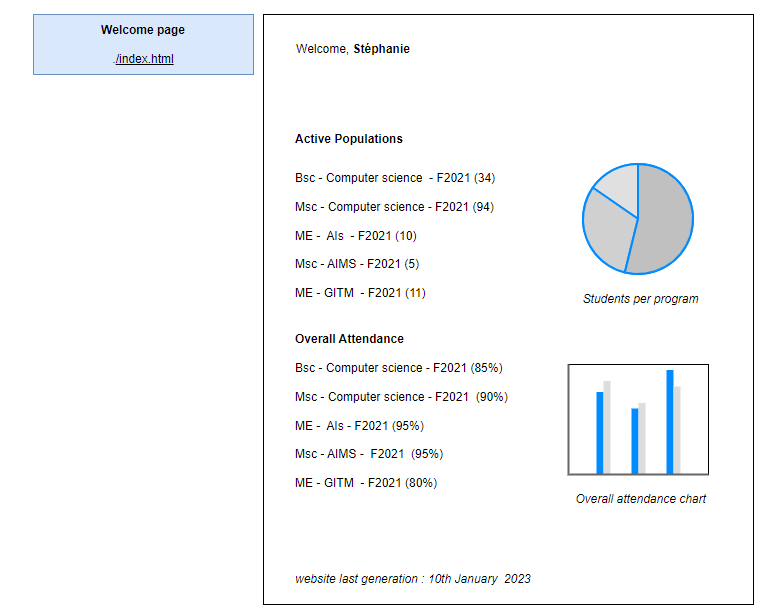 Welcome page
./index.html
Welcome, Stéphanie
Active Populations
Bsc - Computer science - F2021 (34)
Msc - Computer science - F2021 (94)
ME - AIs - F2021 (10)
Msc - AIMS - F2021 (5)
ME - GITM - F2021 (11)
Students per program
Overall Attendance
Bsc - Computer science - F2021 (85%)
Msc - Computer science - F2021 (90%)
ME - AIs - F2021 (95%)
Msc - AIMS - F2021 (95%)
ME - GITM - F2021 (80%)
Overall attendance chart
website last generation : 10th January 2023